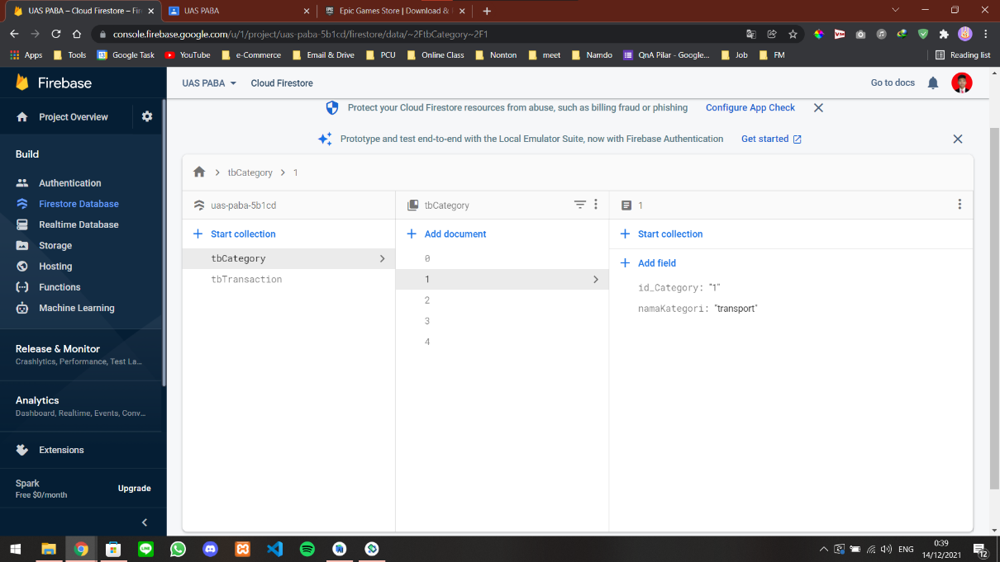 UAS PABA – Cloud Firestore – Fir
UAS PABA
Epic Games Store | Download &
console.firebase.google.com/u/1/project/uas-paba-5b1cd/firestore/data/~2FtbCategory~2F1
Apps
Tools
Google Task
YouTube
e-Commerce
Email & Drive
PCU
Online Class
Nonton
meet
Namdo
QnA Pilar - Google...
Job
FM
Reading list
Firebase
UAS PABA
Cloud Firestore
Go to docs
Project Overview
Protect your Cloud Firestore resources from abuse, such as billing fraud or phishing
Configure App Check
Prototype and test end-to-end with the Local Emulator Suite, now with Firebase Authentication
Get started
Build
Authentication
Firestore Database
Realtime Database
Storage
Hosting
Functions
Machine Learning
Release & Monitor
Crashlytics, Performance, Test La...
Analytics
Dashboard, Realtime, Events, Conv...
Extensions
Spark
Free $0/month
Upgrade
tbCategory
1
uas-paba-5b1cd
Start collection
tbCategory
tbTransaction
tbCategory
Add document
0
1
2
3
4
1
Start collection
Add field
id_Category: "1"
namaKategori: "transport"
ENG
0:39
14/12/2021
12